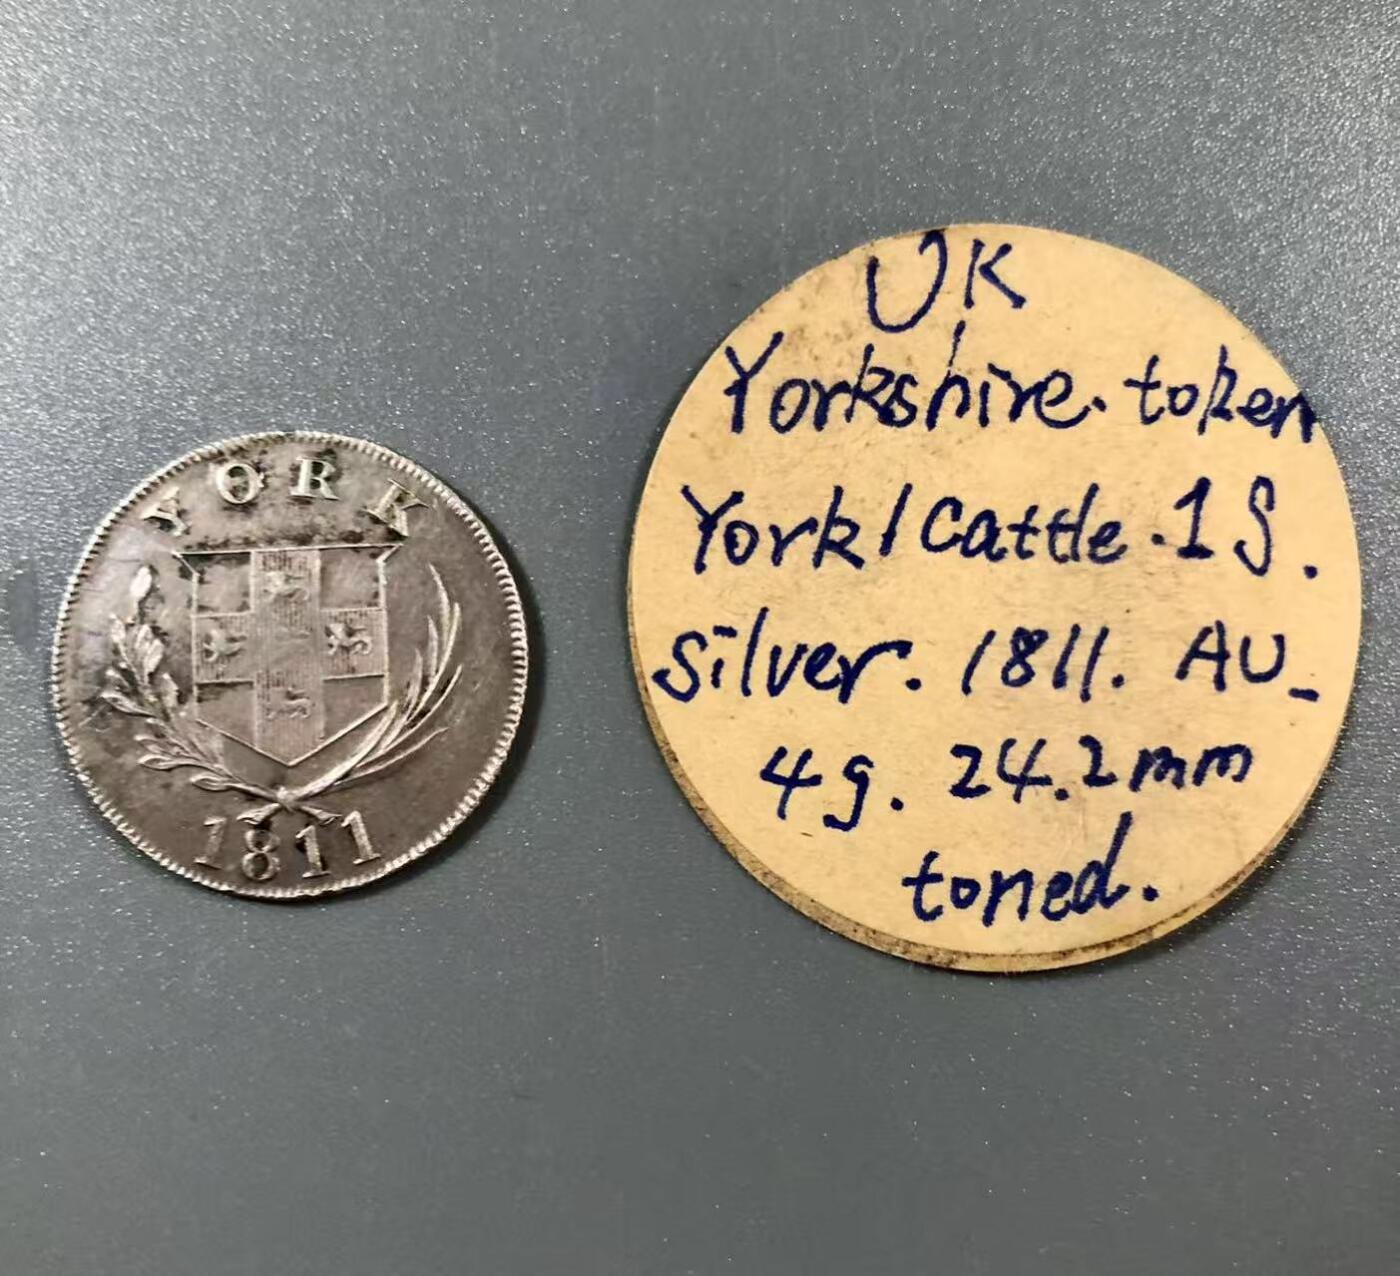 YORK
1811
UK
Yorkshire. token
York/Cattle. 1S.
Silver. 1811. AU_
4g. 24.2mm
toned.